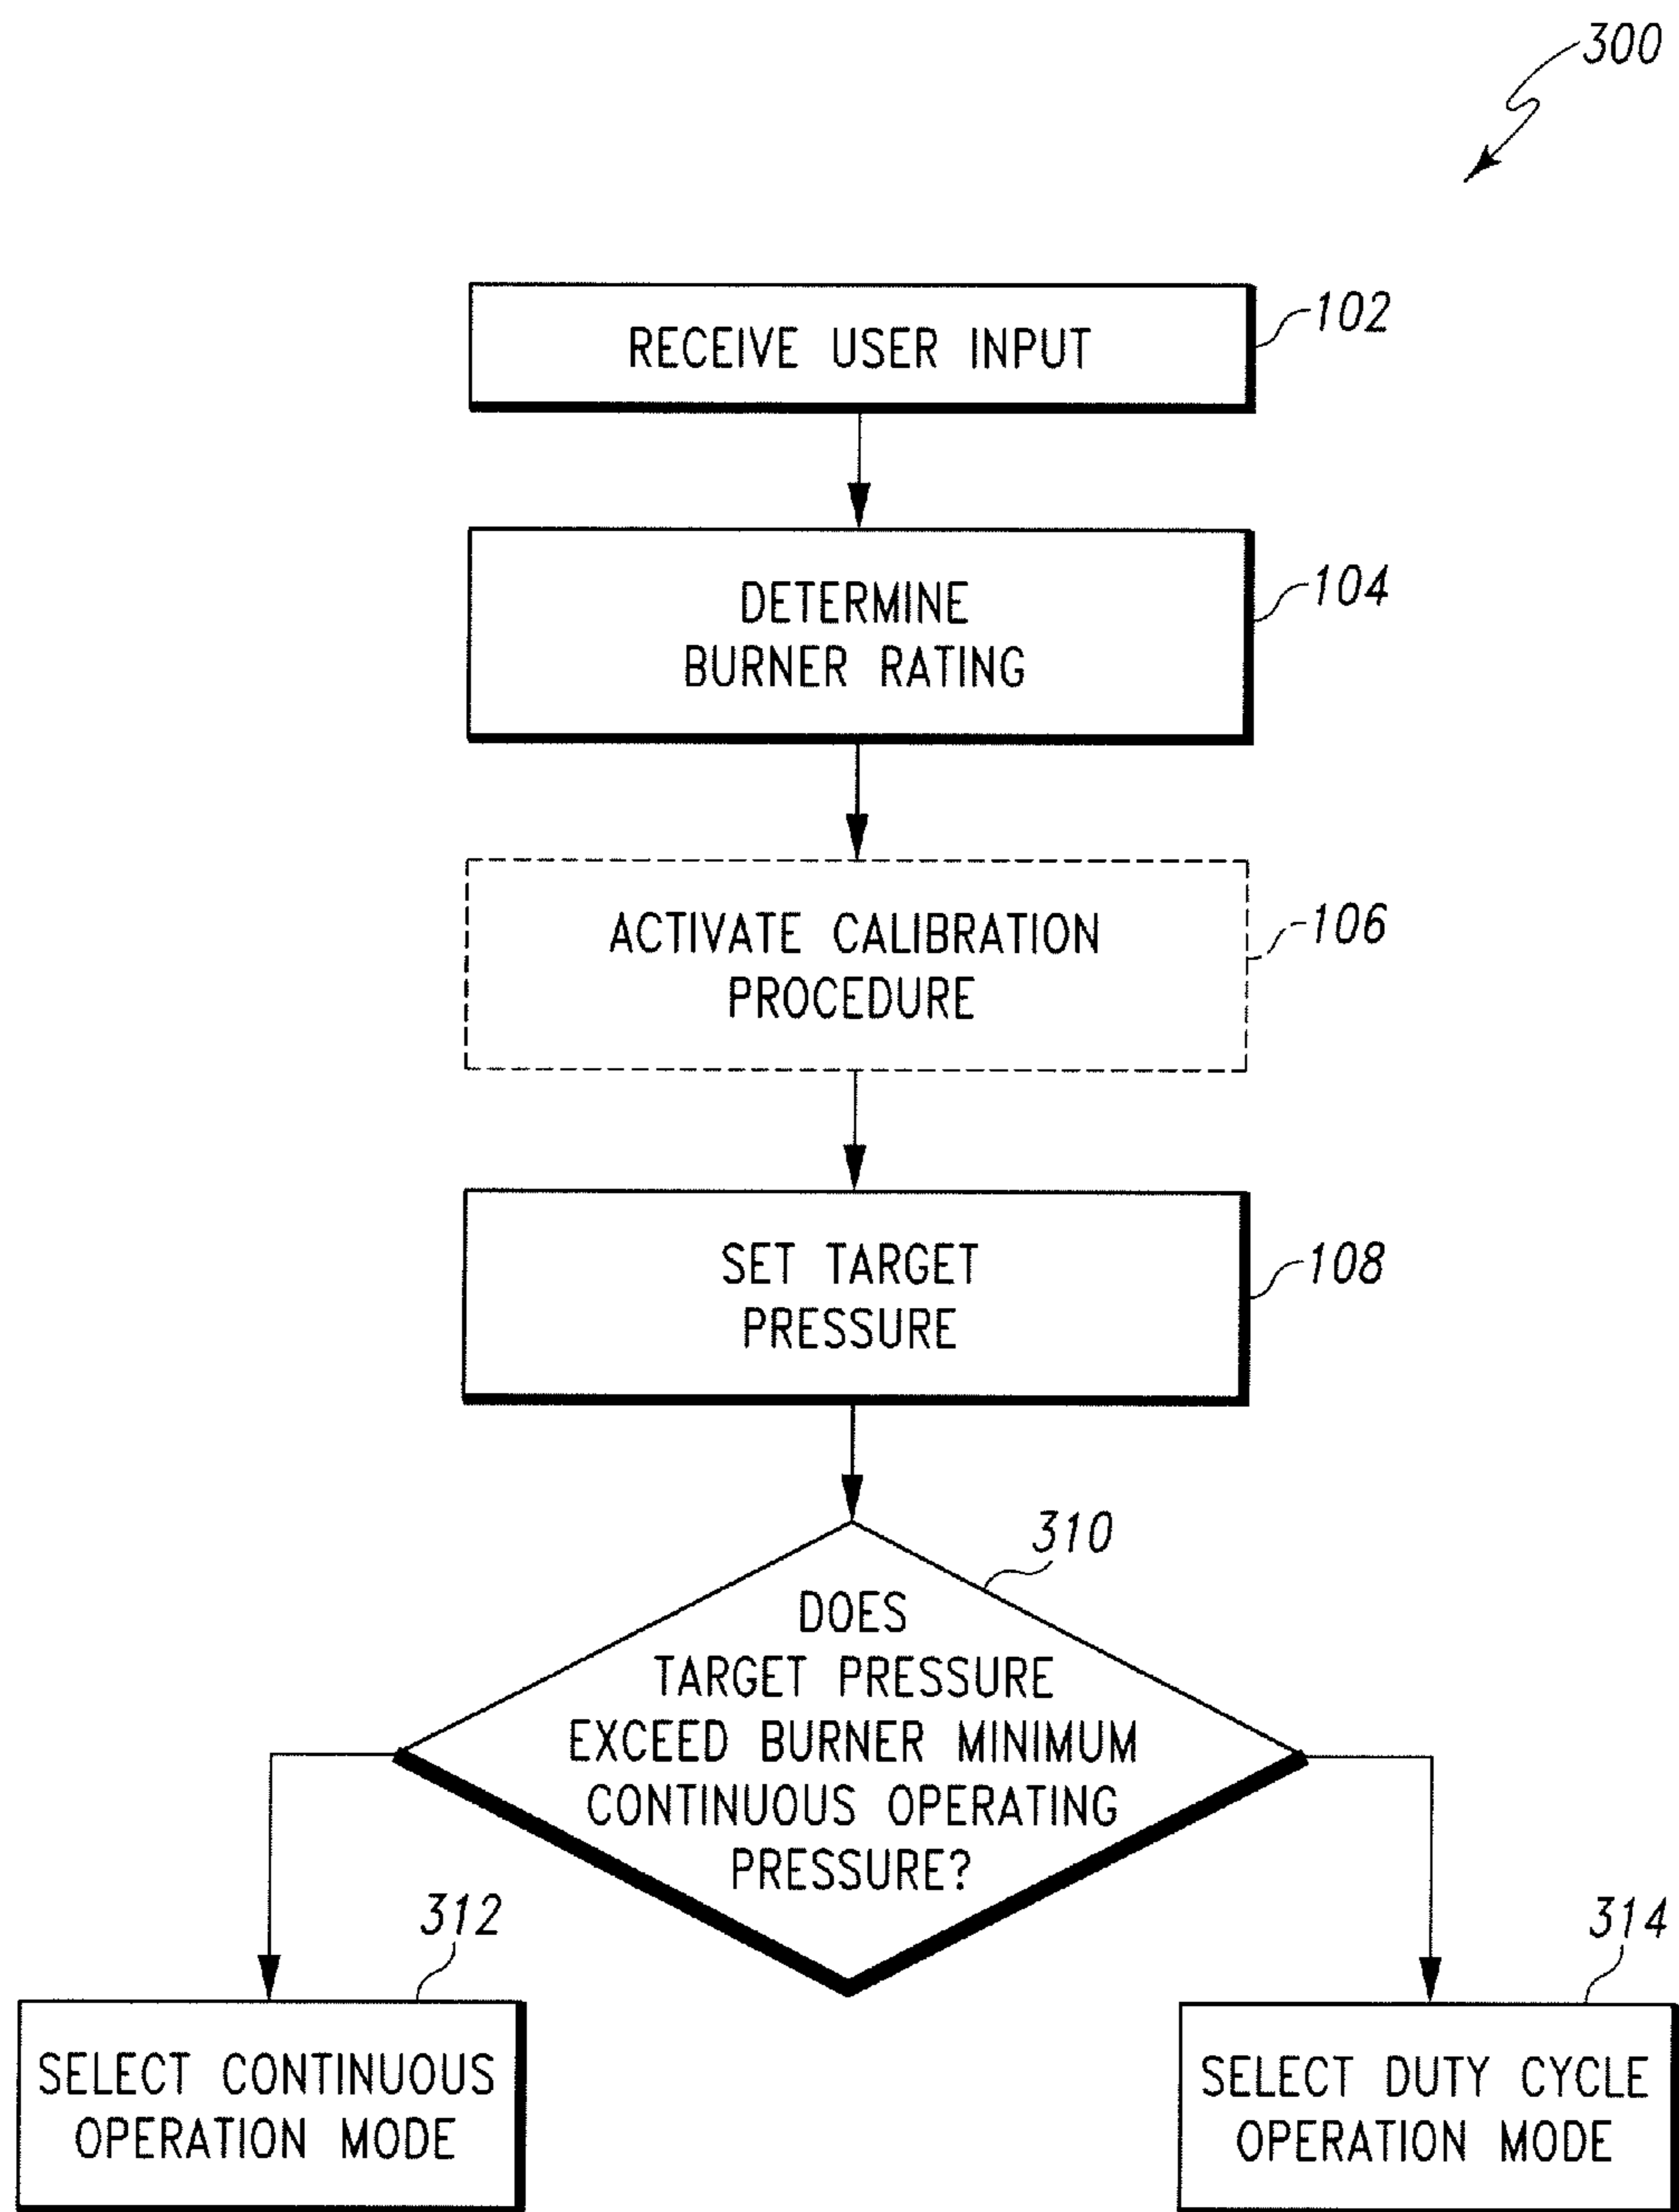 300
RECEIVE USER INPUT
102
DETERMINE
BURNER RATING
104
ACTIVATE CALIBRATION
PROCEDURE
106
SET TARGET
PRESSURE
108
310
DOES
TARGET PRESSURE
EXCEED BURNER MINIMUM
CONTINUOUS OPERATING
PRESSURE?
312
SELECT CONTINUOUS
OPERATION MODE
314
SELECT DUTY CYCLE
OPERATION MODE